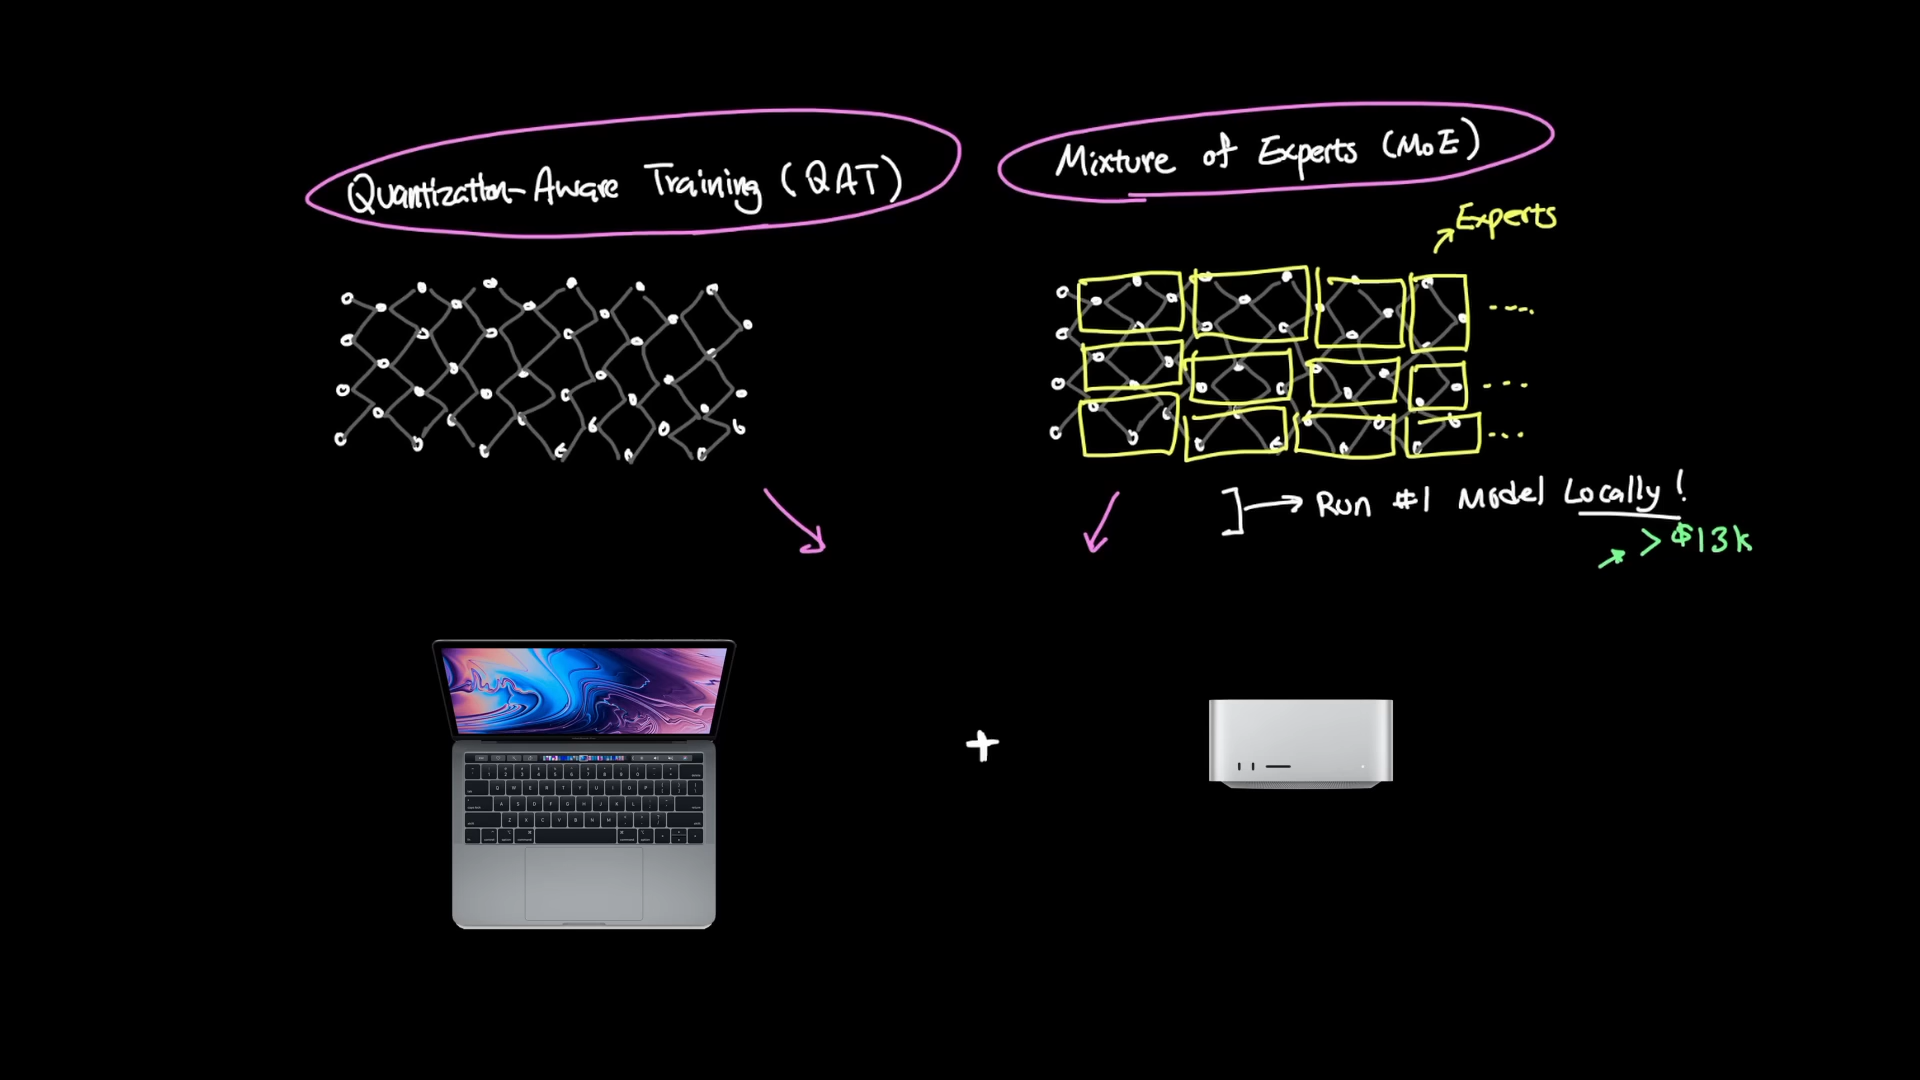 Quantization-Aware Training (QAT)
Mixture of Experts (MoE)
Experts
Run #1 Model Locally!
> $13k
+